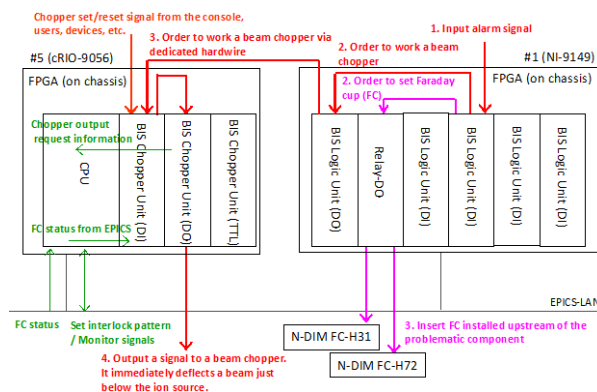 Chopper set/reset signal from the console,
users, devices, etc.
1. Input alarm signal
3. Order to work a beam chopper via
dedicated hardwire
2. Order to work a beam
chopper
2. Order to set Faraday
cup (FC)
#5 (cRIO-9056)
FPGA (on chassis)
#1 (NI-9149)
FPGA (on chassis)
Chopper output
request information
CPU
BIS Chopper Unit (DI)
BIS Chopper Unit (DO)
BIS Chopper Unit (TTL)
BIS Logic Unit (DO)
Relay-DO
BIS Logic Unit (DI)
BIS Logic Unit (DI)
BIS Logic Unit (DI)
BIS Logic Unit (DI)
FC status from EPICS
EPICS-LAN
FC status
Set interlock pattern
/ Monitor signals
N-DIM FC-H31
N-DIM FC-H72
3. Insert FC installed upstream of the
problematic component
4. Output a signal to a beam chopper.
It immediately deflects a beam just
below the ion source.